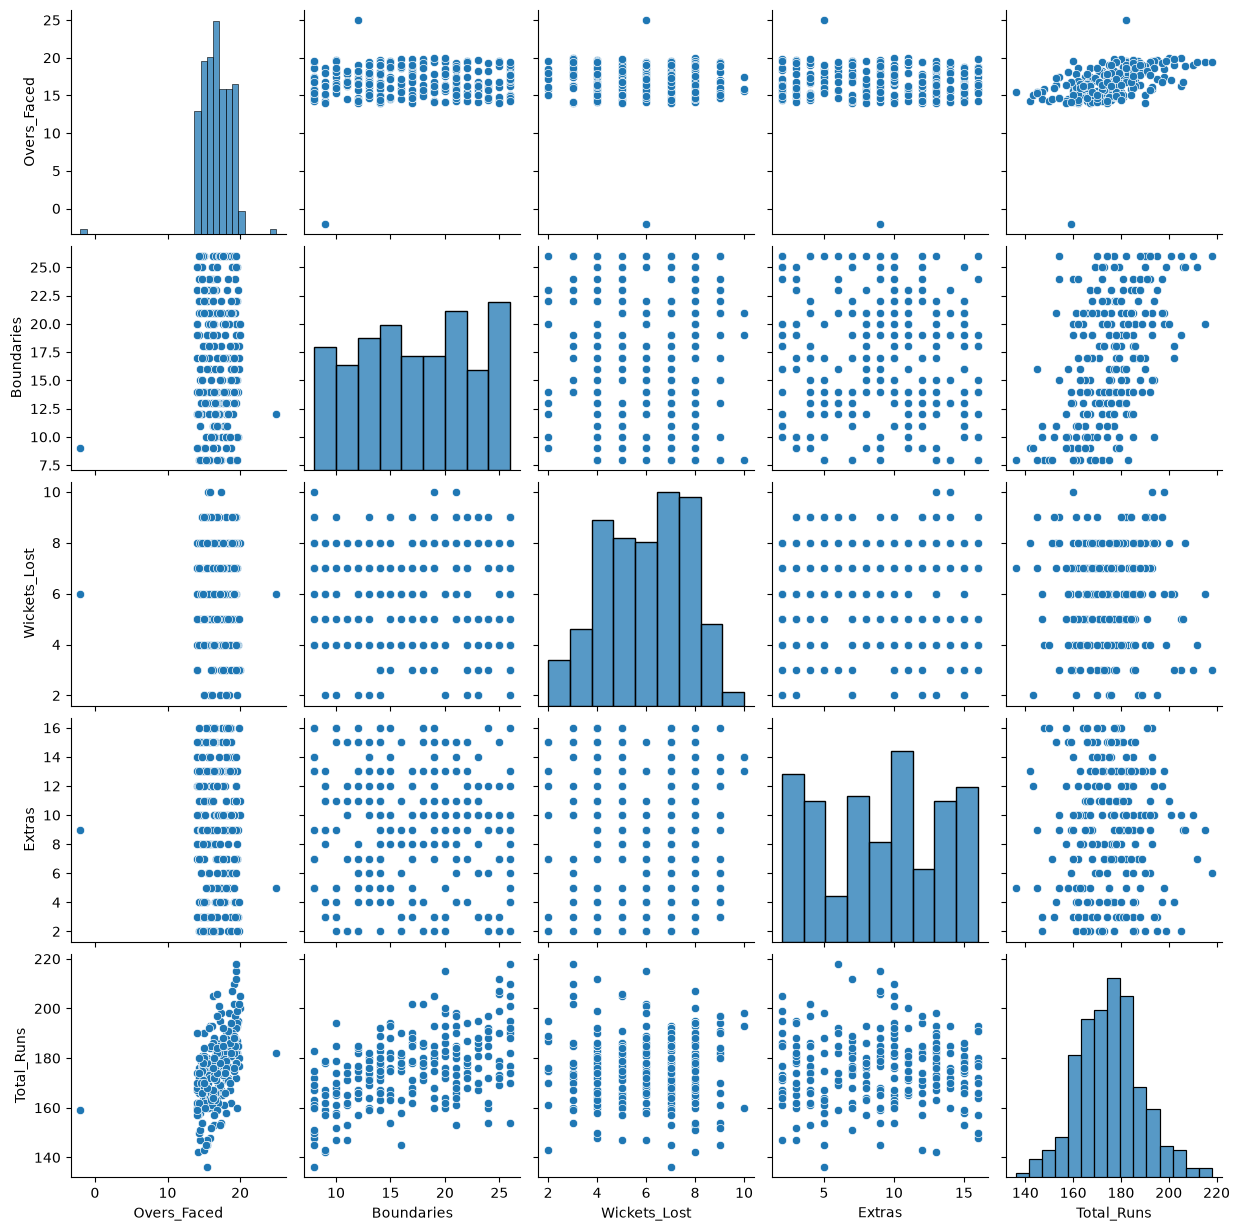 25
20
15
10
5
0
Overs_Faced
25.0
22.5
20.0
17.5
15.0
12.5
10.0
7.5
Boundaries
10
8
6
4
2
Wickets_Lost
16
14
12
10
8
6
4
2
Extras
220
200
180
160
140
Total_Runs
0 10 20
10 15 20 25
2 4 6 8 10
5 10 15
140 160 180 200 220
Overs_Faced
Boundaries
Wickets_Lost
Extras
Total_Runs